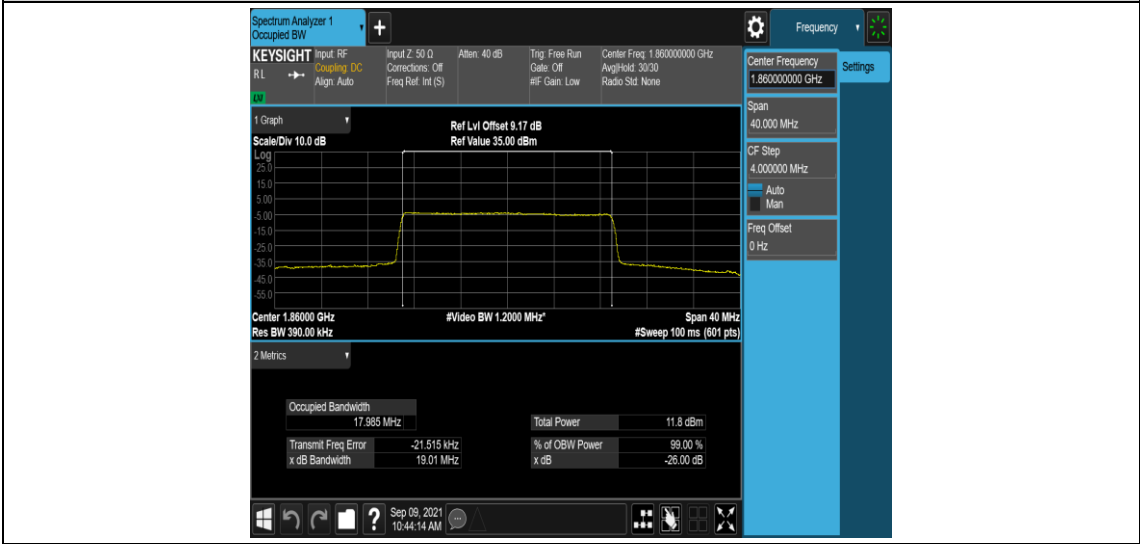 Spectrum Analyzer 1
Occupied BW
+
Frequency
KEYSIGHT Input: RF Input Z: 50 Ω Atten: 40 dB Trig: Free Run Center Freq: 1.860000000 GHz
RL Coupling: DC Corrections: Off Gate: Off Avg|Hold: 30/30
Align: Auto Freq Ref: Int (S) #IF Gain: Low Radio Std: None
LXI
Center Frequency
1.860000000 GHz
Settings
Span
40.000 MHz
CF Step
4.000000 MHz
Auto
Man
Freq Offset
0 Hz
1 Graph
Ref Lvl Offset 9.17 dB
Scale/Div 10.0 dB Ref Value 35.00 dBm
Log
25.0
15.0
5.00
-5.00
-15.0
-25.0
-35.0
-45.0
-55.0
Center 1.86000 GHz #Video BW 1.2000 MHz* Span 40 MHz
Res BW 390.00 kHz #Sweep 100 ms (601 pts)
2 Metrics
Occupied Bandwidth
17.985 MHz Total Power 11.8 dBm
Transmit Freq Error -21.515 kHz % of OBW Power 99.00 %
x dB Bandwidth 19.01 MHz x dB -26.00 dB
? Sep 09, 2021
10:44:14 AM